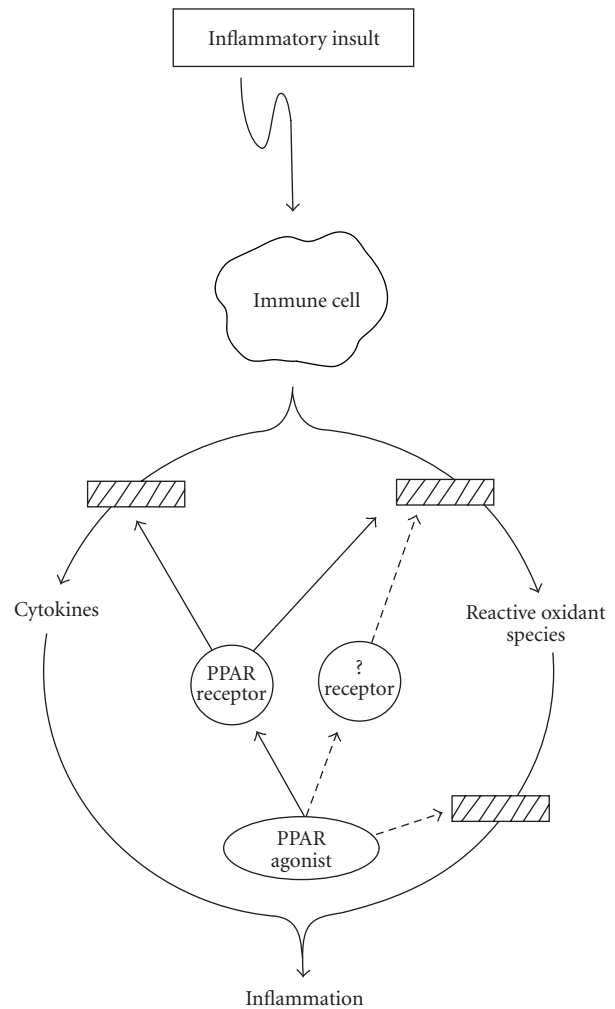 Inflammatory insult
Immune cell
Cytokines
Reactive oxidant
species
PPAR
receptor
?
receptor
PPAR
agonist
Inflammation